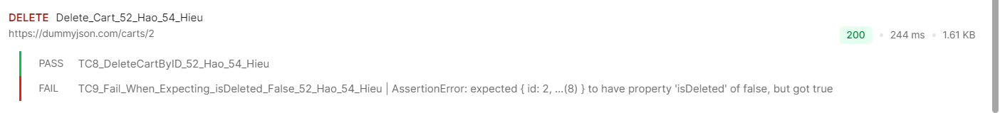 DELETE Delete_Cart_52_Hao_54_Hieu
https://dummyjson.com/carts/2
200 • 244 ms • 1.61 KB
PASS TC8_DeleteCartByID_52_Hao_54_Hieu
FAIL TC9_Fail_When_Expecting_isDeleted_False_52_Hao_54_Hieu | AssertionError: expected { id: 2, …(8) } to have property 'isDeleted' of false, but got true